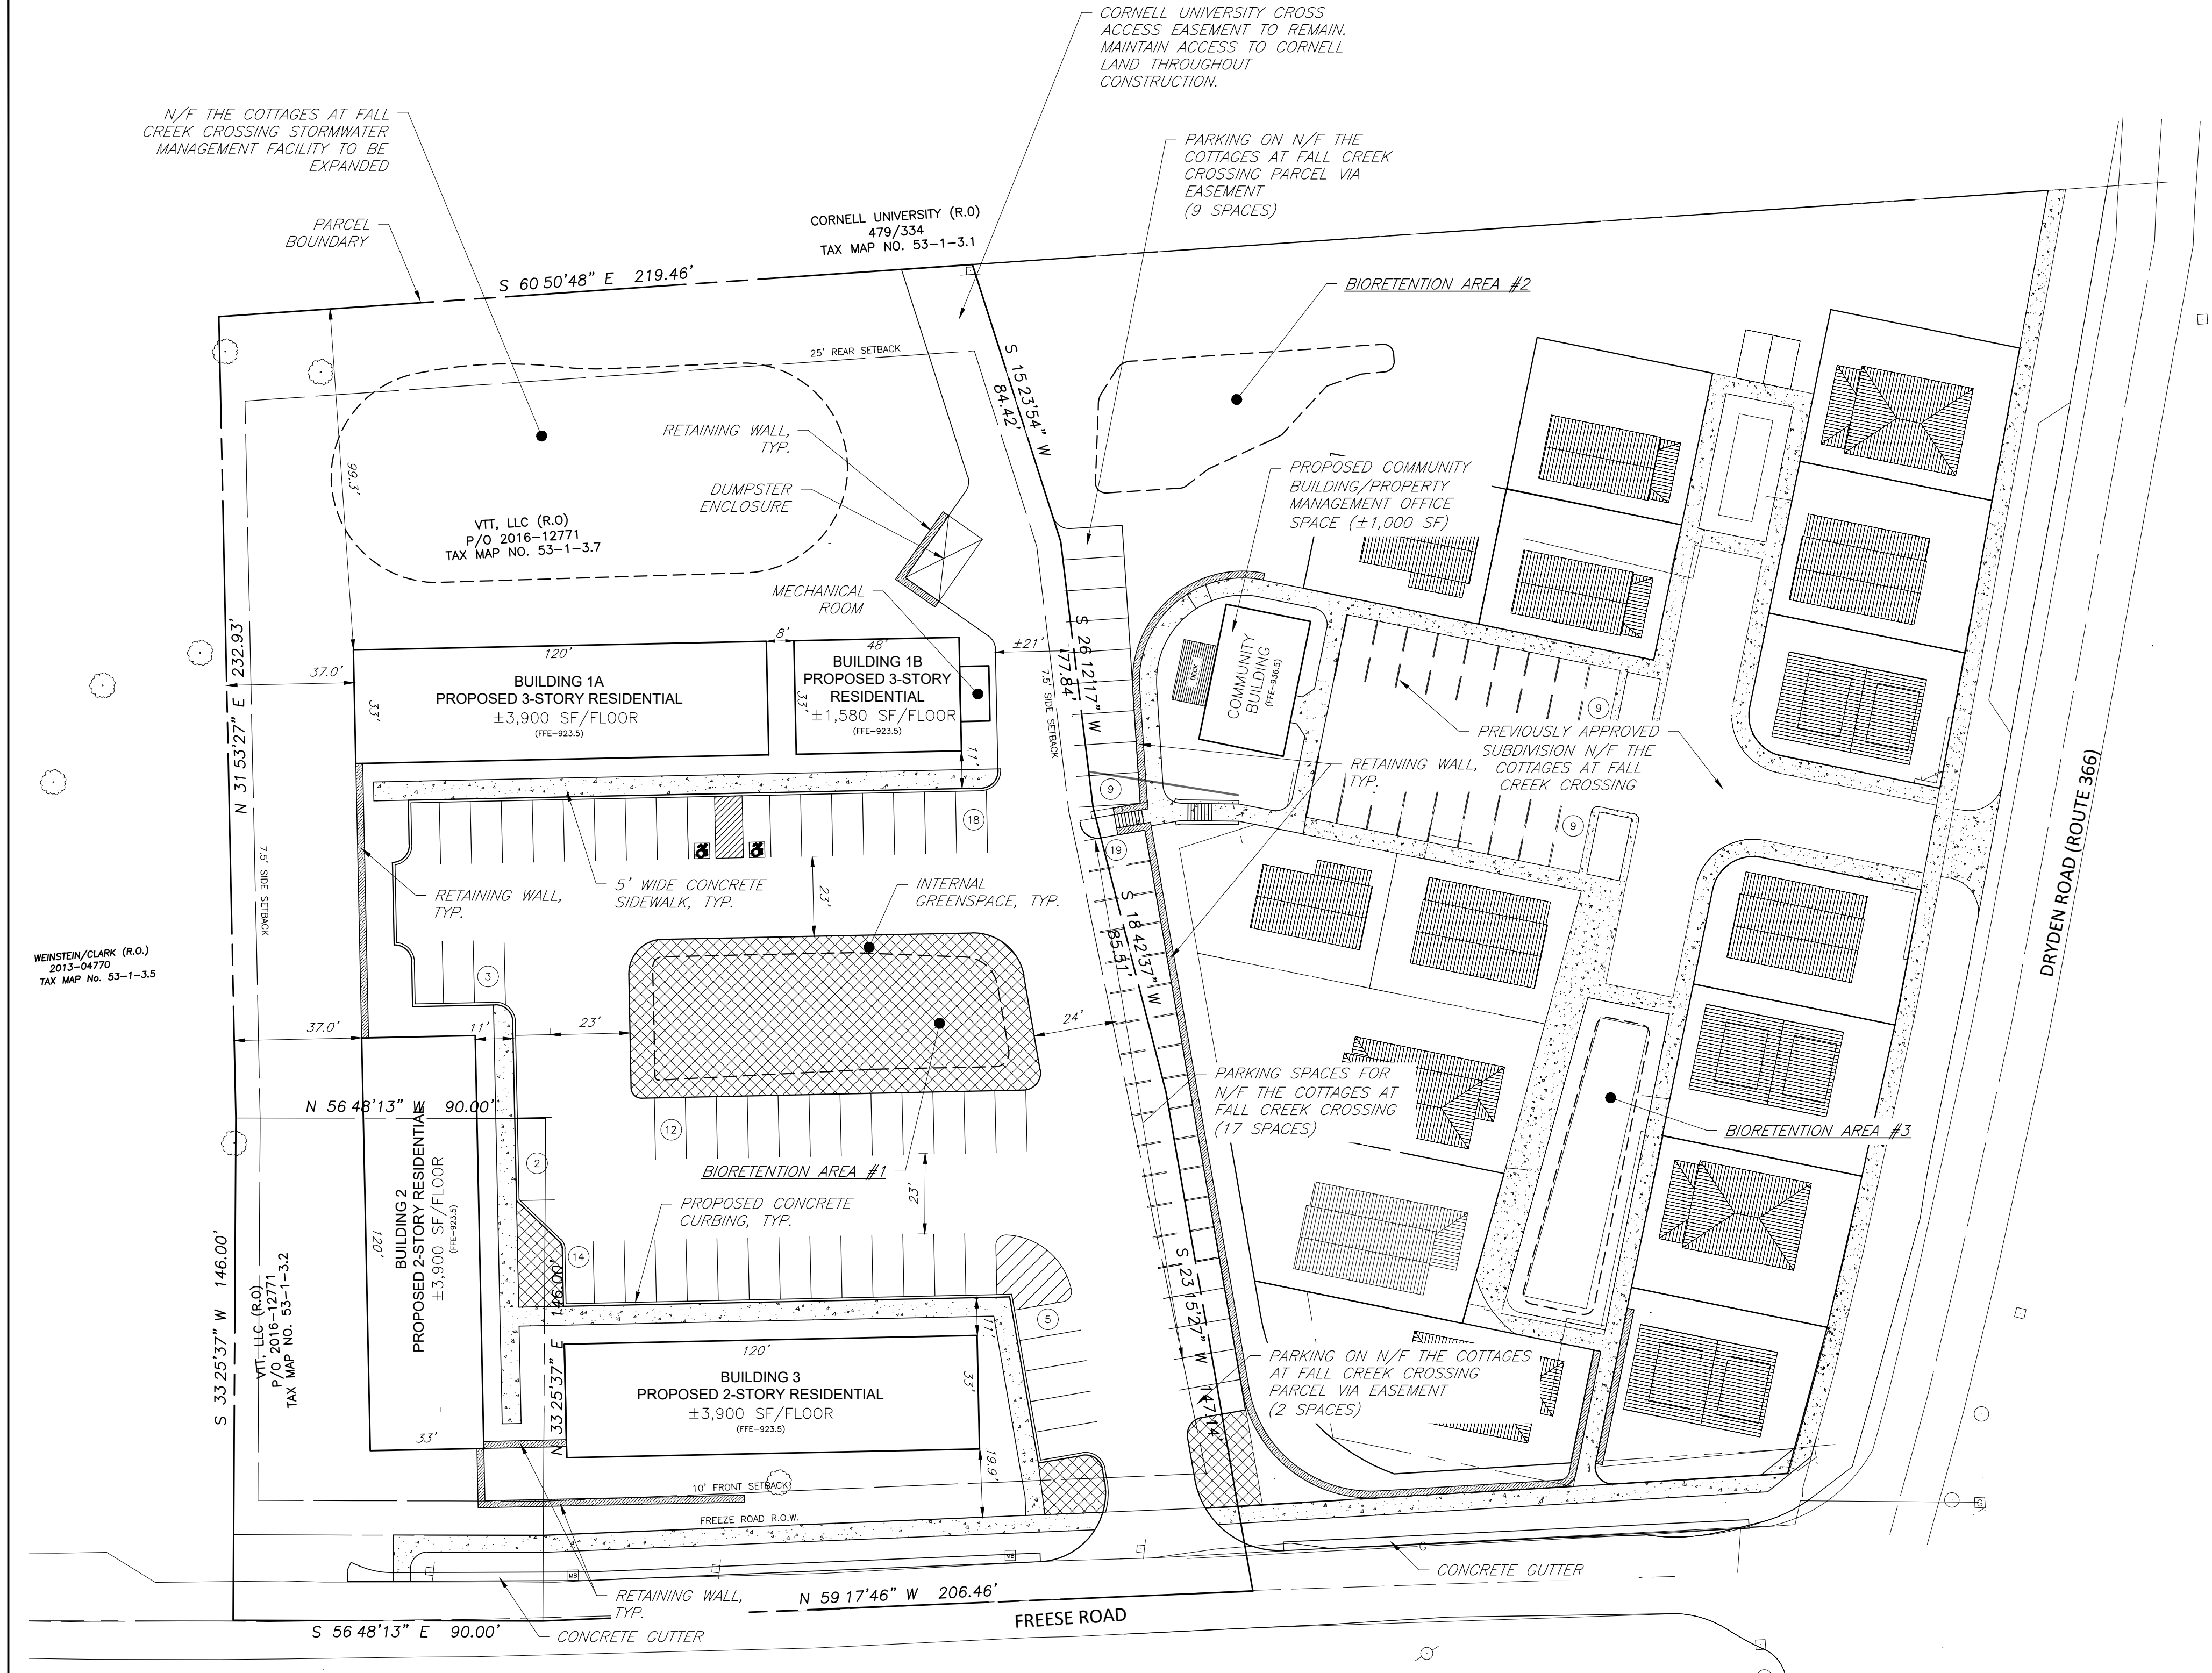 CORNELL UNIVERSITY CROSS
ACCESS EASEMENT TO REMAIN.
MAINTAIN ACCESS TO CORNELL
LAND THROUGHOUT
CONSTRUCTION.
N/F THE COTTAGES AT FALL
CREEK CROSSING STORMWATER
MANAGEMENT FACILITY TO BE
EXPANDED
PARKING ON N/F THE
COTTAGES AT FALL CREEK
CROSSING PARCEL VIA
EASEMENT
(9 SPACES)
PARCEL
BOUNDARY
CORNELL UNIVERSITY (R.O)
479/334
TAX MAP NO. 53-1-3.1
S 60 50'48" E 219.46'
BIORETENTION AREA #2
25' REAR SETBACK
S 15 23'54" W
84.42'
RETAINING WALL,
TYP.
99.3'
DUMPSTER
ENCLOSURE
PROPOSED COMMUNITY
BUILDING/PROPERTY
MANAGEMENT OFFICE
SPACE (±1,000 SF)
VTT, LLC (R.O)
P/O 2016-12771
TAX MAP NO. 53-1-3.7
MECHANICAL
ROOM
N 31 53'27" E 232.93'
37.0'
120'
8'
48'
±21'
BUILDING 1A
PROPOSED 3-STORY RESIDENTIAL
±3,900 SF/FLOOR
(FFE-923.5)
33'
BUILDING 1B
PROPOSED 3-STORY
RESIDENTIAL
±1,580 SF/FLOOR
(FFE-923.5)
33'
11'
7.5' SIDE SETBACK
S 26 12'17" W
77.84'
DECK
COMMUNITY
BUILDING
(FFE-936.5)
9
PREVIOUSLY APPROVED
SUBDIVISION N/F THE
COTTAGES AT FALL
CREEK CROSSING
RETAINING WALL,
TYP.
9
18
19
9
DRYDEN ROAD (ROUTE 366)
7.5' SIDE SETBACK
RETAINING WALL,
TYP.
5' WIDE CONCRETE
SIDEWALK, TYP.
23'
INTERNAL
GREENSPACE, TYP.
S 18 42'37" W
85.51'
WEINSTEIN/CLARK (R.O.)
2013-04770
TAX MAP No. 53-1-3.5
3
37.0'
11'
23'
24'
N 56 48'13" W 90.00'
12
PARKING SPACES FOR
N/F THE COTTAGES AT
FALL CREEK CROSSING
(17 SPACES)
BIORETENTION AREA #3
2
BIORETENTION AREA #1
23'
BUILDING 2
PROPOSED 2-STORY RESIDENTIAL
±3,900 SF/FLOOR
(FFE-923.5)
120'
33'
PROPOSED CONCRETE
CURBING, TYP.
14
S 33 25'37" W 146.00'
VTT, LLC (R.O)
P/O 2016-12771
TAX MAP NO. 53-1-3.2
N 33 25'37" E 146.00'
5
11'
S 23 15'27" W 147.14'
120'
BUILDING 3
PROPOSED 2-STORY RESIDENTIAL
±3,900 SF/FLOOR
(FFE-923.5)
33'
19.9'
PARKING ON N/F THE COTTAGES
AT FALL CREEK CROSSING
PARCEL VIA EASEMENT
(2 SPACES)
10' FRONT SETBACK
FREEZE ROAD R.O.W.
G
MB
MB
G
CONCRETE GUTTER
RETAINING WALL,
TYP.
N 59 17'46" W 206.46'
FREESE ROAD
S 56 48'13" E 90.00'
CONCRETE GUTTER